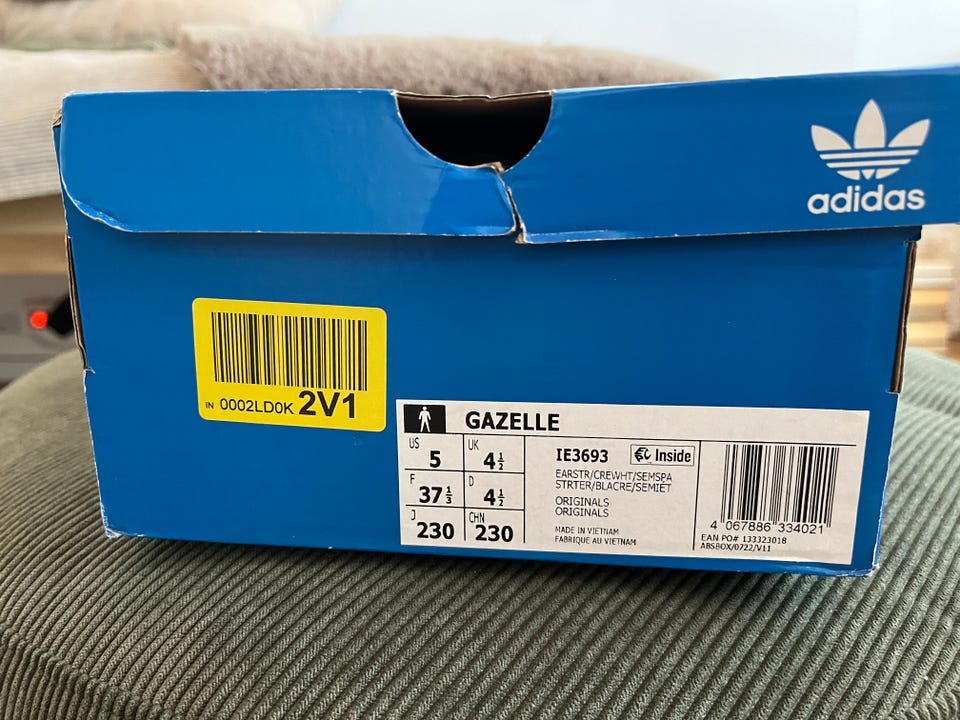 adidas
IN 0002LD0K 2V1
GAZELLE
US 5 UK 4½
F 37⅓ D 4½
J 230 CHN 230
IE3693 Inside
EARSTR/CREWHT/SEMSPA
STRTER/BLACRE/SEMIET
ORIGINALS
ORIGINALS
MADE IN VIETNAM
FABRIQUE AU VIETNAM
4 067886 334021
EAN PO# 133323018
ABSBOX/0722/V11